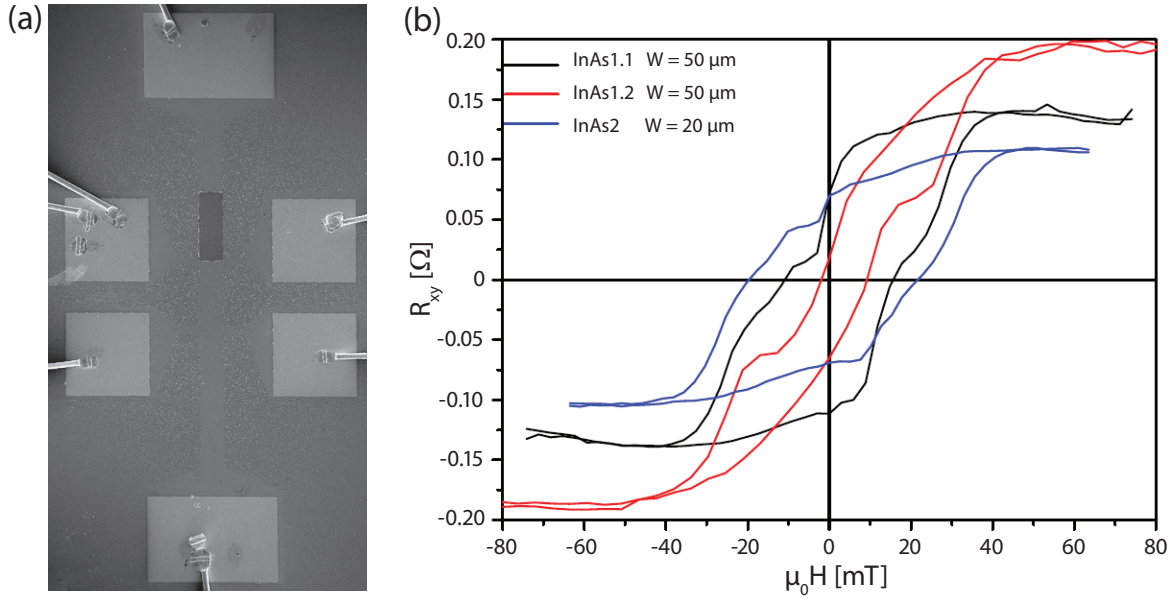 (a)
(b)
InAs1.1 W = 50 μm
InAs1.2 W = 50 μm
InAs2 W = 20 μm
0.20
0.15
0.10
0.05
0
-0.05
-0.10
-0.15
-0.20
R_xy [Ω]
-80 -60 -40 -20 0 20 40 60 80
μ₀H [mT]